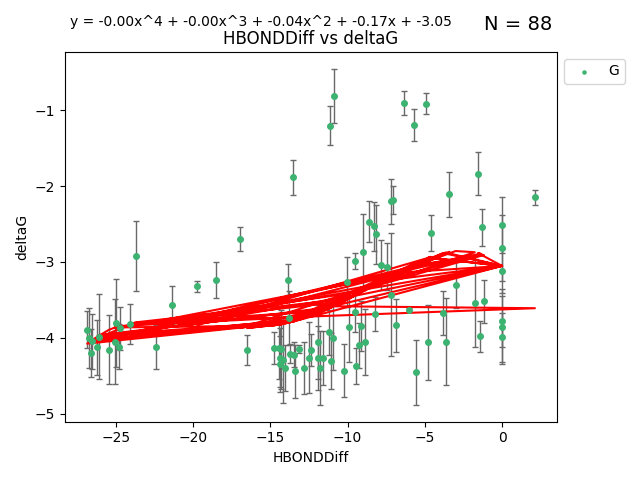 y = -0.00x^4 + -0.00x^3 + -0.04x^2 + -0.17x + -3.05
N = 88
HBONDDiff vs deltaG
G
deltaG
−1
−2
−3
−4
−5
−25
−20
−15
−10
−5
0
HBONDDiff